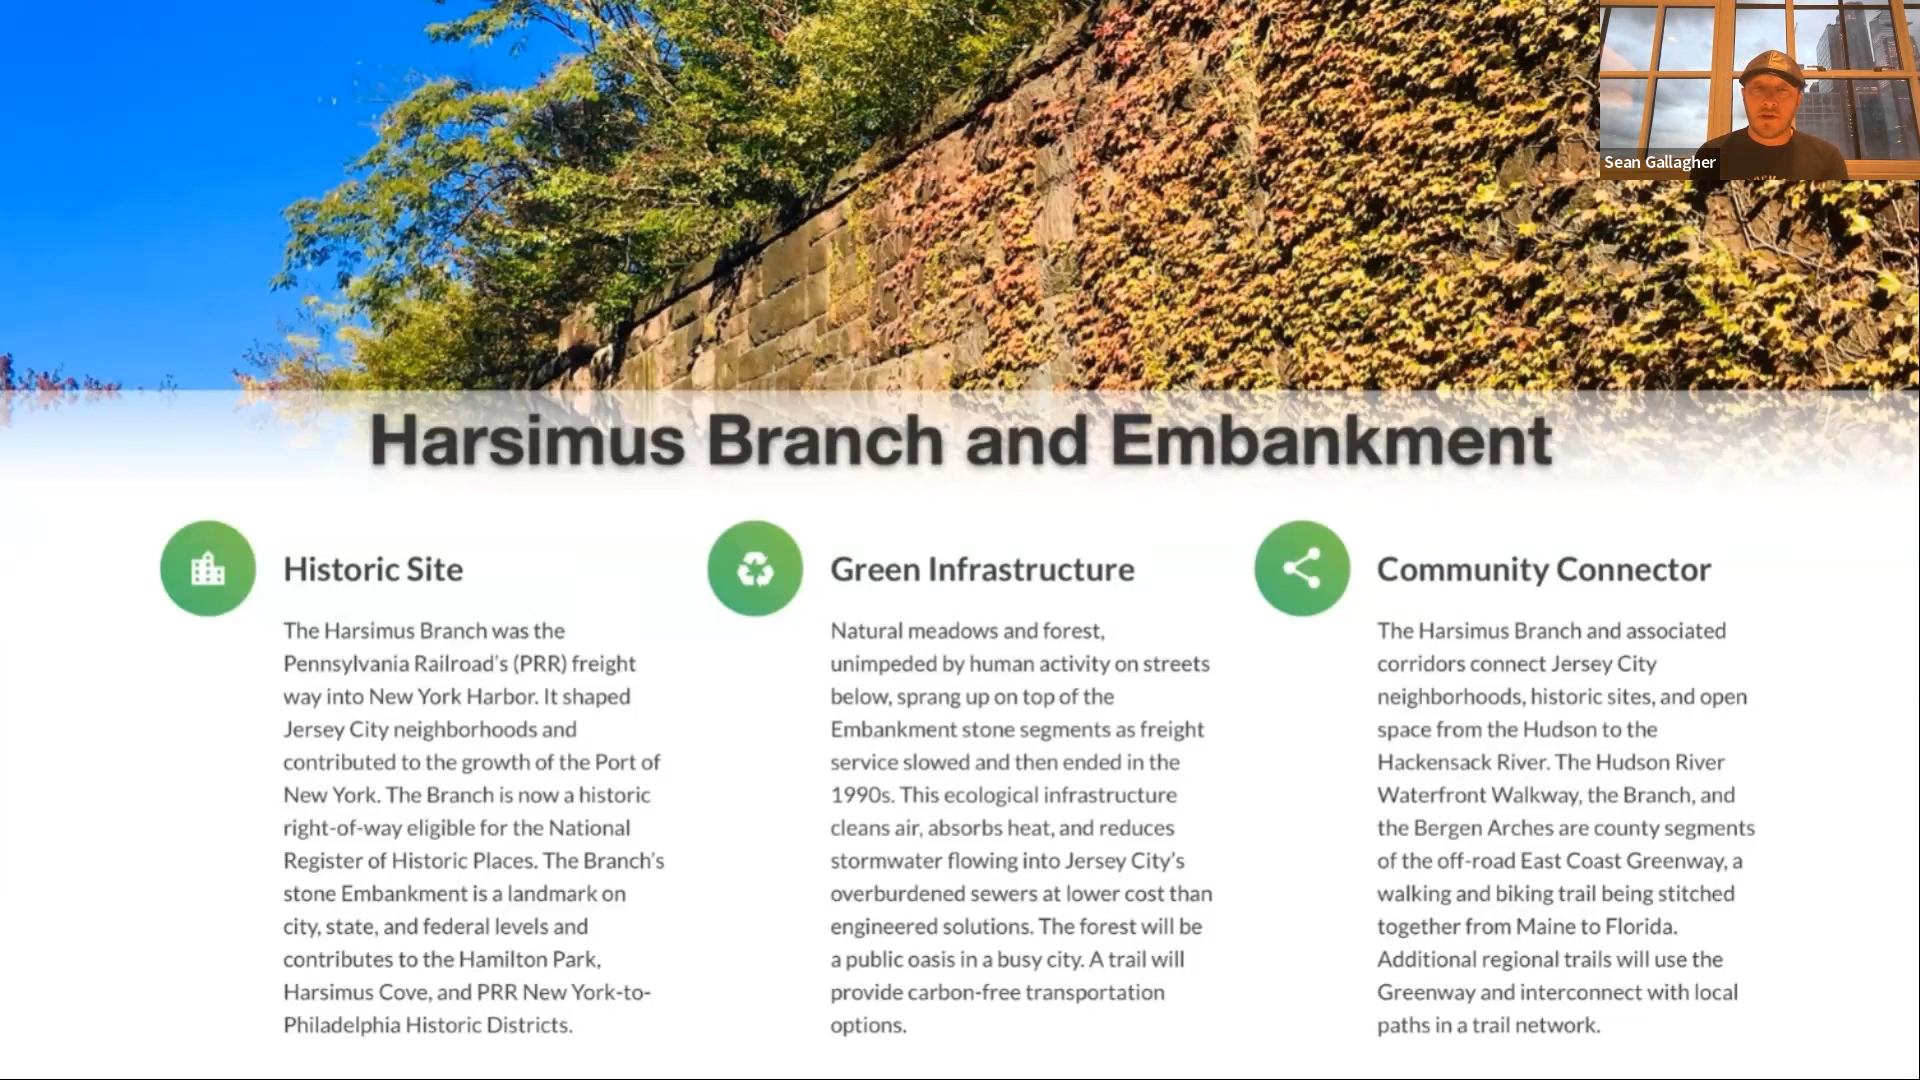 Sean Gallagher
Harsimus Branch and Embankment
Historic Site
The Harsimus Branch was the
Pennsylvania Railroad's (PRR) freight
way into New York Harbor. It shaped
Jersey City neighborhoods and
contributed to the growth of the Port of
New York. The Branch is now a historic
right-of-way eligible for the National
Register of Historic Places. The Branch's
stone Embankment is a landmark on
city, state, and federal levels and
contributes to the Hamilton Park,
Harsimus Cove, and PRR New York-to-
Philadelphia Historic Districts.
Green Infrastructure
Natural meadows and forest,
unimpeded by human activity on streets
below, sprang up on top of the
Embankment stone segments as freight
service slowed and then ended in the
1990s. This ecological infrastructure
cleans air, absorbs heat, and reduces
stormwater flowing into Jersey City's
overburdened sewers at lower cost than
engineered solutions. The forest will be
a public oasis in a busy city. A trail will
provide carbon-free transportation
options.
Community Connector
The Harsimus Branch and associated
corridors connect Jersey City
neighborhoods, historic sites, and open
space from the Hudson to the
Hackensack River. The Hudson River
Waterfront Walkway, the Branch, and
the Bergen Arches are county segments
of the off-road East Coast Greenway, a
walking and biking trail being stitched
together from Maine to Florida.
Additional regional trails will use the
Greenway and interconnect with local
paths in a trail network.